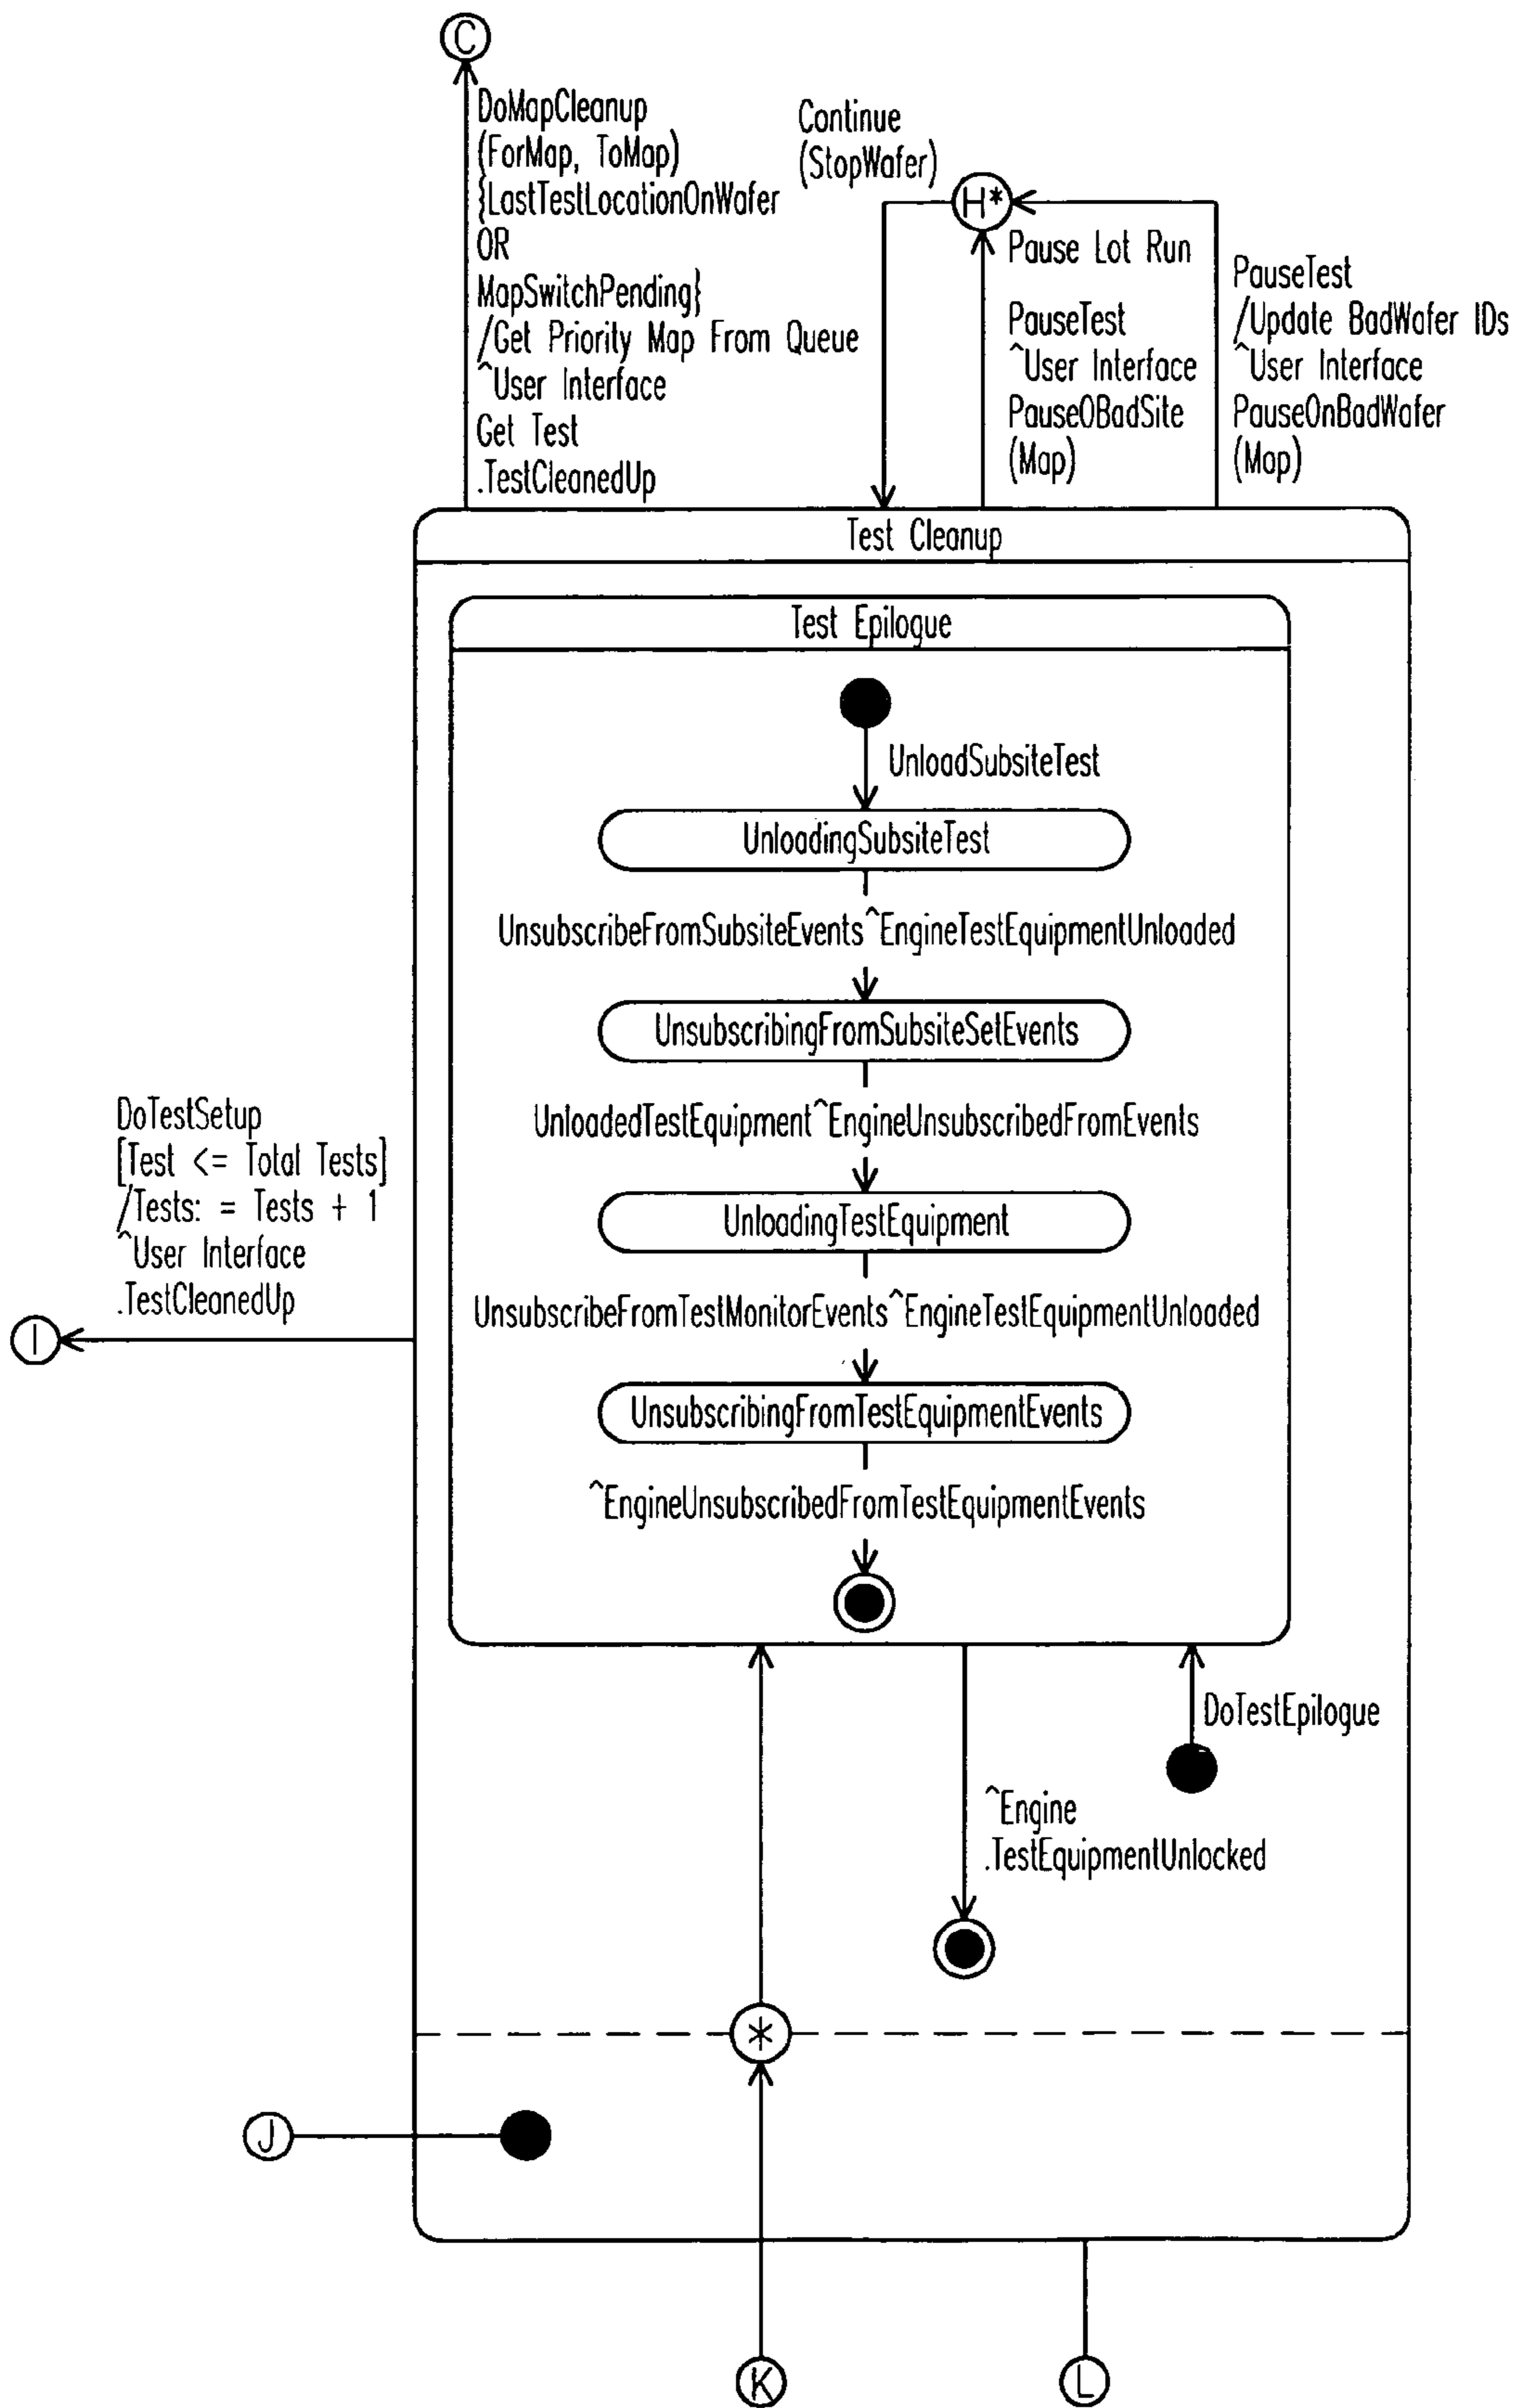 C
DoMapCleanup
(ForMap, ToMap)
{LastTestLocationOnWafer
OR
MapSwitchPending}
/Get Priority Map From Queue
^User Interface
Get Test
.TestCleanedUp
Continue
(StopWafer)
H*
Pause Lot Run
PauseTest
^User Interface
PauseOBadSite
(Map)
PauseTest
/Update BadWafer IDs
^User Interface
PauseOnBadWafer
(Map)
Test Cleanup
Test Epilogue
UnloadSubsiteTest
UnloadingSubsiteTest
UnsubscribeFromSubsiteEvents^EngineTestEquipmentUnloaded
UnsubscribingFromSubsiteSetEvents
UnloadedTestEquipment^EngineUnsubscribedFromEvents
UnloadingTestEquipment
UnsubscribeFromTestMonitorEvents^EngineTestEquipmentUnloaded
UnsubscribingFromTestEquipmentEvents
^EngineUnsubscribedFromTestEquipmentEvents
DoTestSetup
[Test <= Total Tests]
/Tests: = Tests + 1
^User Interface
.TestCleanedUp
I
DoTestEpilogue
^Engine
.TestEquipmentUnlocked
*
J
K
L